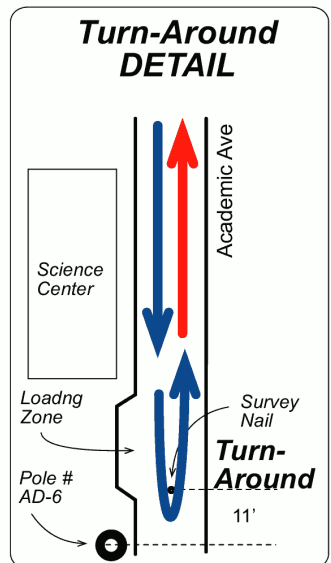 Turn-Around
DETAIL
Academic Ave
Science
Center
Loadng
Zone
Survey
Nail
Turn-
Around
Pole #
AD-6
11'